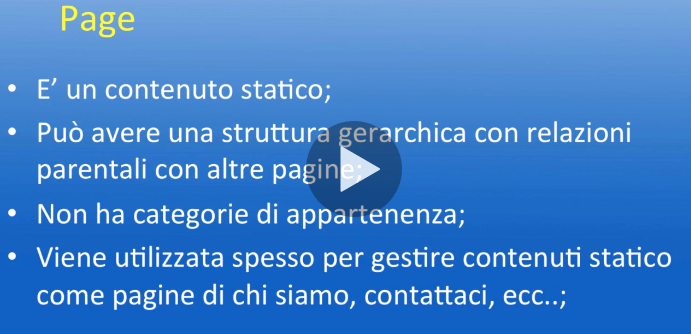 Page
• E’ un contenuto statico;
• Può avere una struttura gerarchica con relazioni
parentali con altre pagine;
• Non ha categorie di appartenenza;
• Viene utilizzata spesso per gestire contenuti statico
come pagine di chi siamo, contattaci, ecc..;